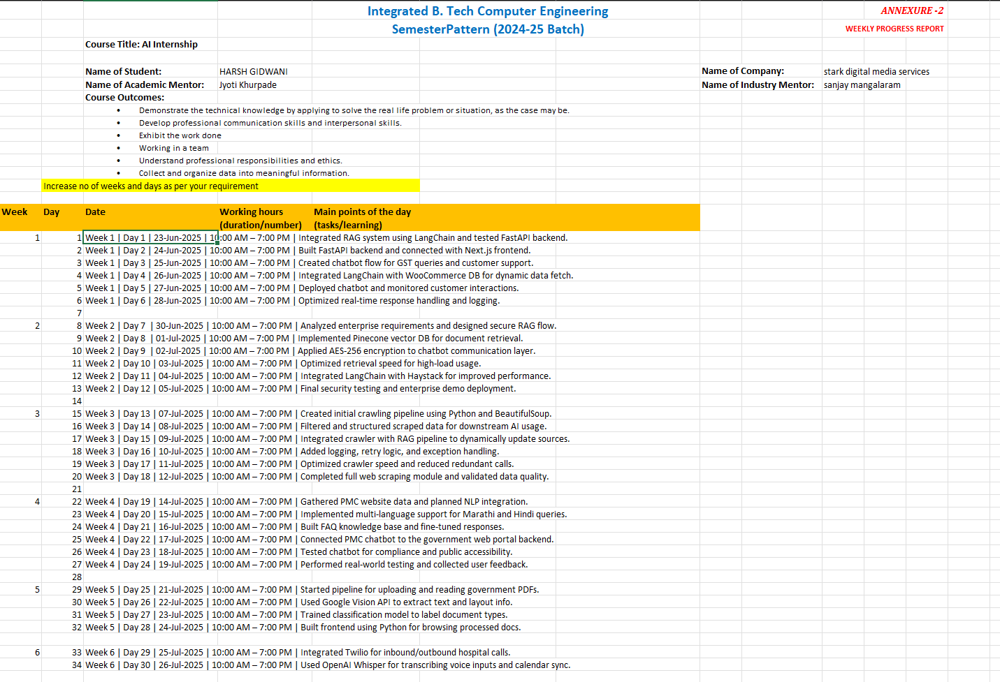 Integrated B. Tech Computer Engineering
ANNEXURE -2
SemesterPattern (2024-25 Batch)
WEEKLY PROGRESS REPORT
Course Title: AI Internship
Name of Student: HARSH GIDWANI Name of Company: stark digital media services
Name of Academic Mentor: Jyoti Khurpade Name of Industry Mentor: sanjay mangalaram
Course Outcomes:
• Demonstrate the technical knowledge by applying to solve the real life problem or situation, as the case may be.
• Develop professional communication skills and interpersonal skills.
• Exhibit the work done
• Working in a team
• Understand professional responsibilities and ethics.
• Collect and organize data into meaningful information.
Increase no of weeks and days as per your requirement
Week Day Date Working hours Main points of the day
(duration/number) (tasks/learning)
1 1 Week 1 | Day 1 | 23-Jun-2025 | 10:00 AM – 7:00 PM | Integrated RAG system using LangChain and tested FastAPI backend.
2 Week 1 | Day 2 | 24-Jun-2025 | 10:00 AM – 7:00 PM | Built FastAPI backend and connected with Next.js frontend.
3 Week 1 | Day 3 | 25-Jun-2025 | 10:00 AM – 7:00 PM | Created chatbot flow for GST queries and customer support.
4 Week 1 | Day 4 | 26-Jun-2025 | 10:00 AM – 7:00 PM | Integrated LangChain with WooCommerce DB for dynamic data fetch.
5 Week 1 | Day 5 | 27-Jun-2025 | 10:00 AM – 7:00 PM | Deployed chatbot and monitored customer interactions.
6 Week 1 | Day 6 | 28-Jun-2025 | 10:00 AM – 7:00 PM | Optimized real-time response handling and logging.
7
2 8 Week 2 | Day 7 | 30-Jun-2025 | 10:00 AM – 7:00 PM | Analyzed enterprise requirements and designed secure RAG flow.
9 Week 2 | Day 8 | 01-Jul-2025 | 10:00 AM – 7:00 PM | Implemented Pinecone vector DB for document retrieval.
10 Week 2 | Day 9 | 02-Jul-2025 | 10:00 AM – 7:00 PM | Applied AES-256 encryption to chatbot communication layer.
11 Week 2 | Day 10 | 03-Jul-2025 | 10:00 AM – 7:00 PM | Optimized retrieval speed for high-load usage.
12 Week 2 | Day 11 | 04-Jul-2025 | 10:00 AM – 7:00 PM | Integrated LangChain with Haystack for improved performance.
13 Week 2 | Day 12 | 05-Jul-2025 | 10:00 AM – 7:00 PM | Final security testing and enterprise demo deployment.
14
3 15 Week 3 | Day 13 | 07-Jul-2025 | 10:00 AM – 7:00 PM | Created initial crawling pipeline using Python and BeautifulSoup.
16 Week 3 | Day 14 | 08-Jul-2025 | 10:00 AM – 7:00 PM | Filtered and structured scraped data for downstream AI usage.
17 Week 3 | Day 15 | 09-Jul-2025 | 10:00 AM – 7:00 PM | Integrated crawler with RAG pipeline to dynamically update sources.
18 Week 3 | Day 16 | 10-Jul-2025 | 10:00 AM – 7:00 PM | Added logging, retry logic, and exception handling.
19 Week 3 | Day 17 | 11-Jul-2025 | 10:00 AM – 7:00 PM | Optimized crawler speed and reduced redundant calls.
20 Week 3 | Day 18 | 12-Jul-2025 | 10:00 AM – 7:00 PM | Completed full web scraping module and validated data quality.
21
4 22 Week 4 | Day 19 | 14-Jul-2025 | 10:00 AM – 7:00 PM | Gathered PMC website data and planned NLP integration.
23 Week 4 | Day 20 | 15-Jul-2025 | 10:00 AM – 7:00 PM | Implemented multi-language support for Marathi and Hindi queries.
24 Week 4 | Day 21 | 16-Jul-2025 | 10:00 AM – 7:00 PM | Built FAQ knowledge base and fine-tuned responses.
25 Week 4 | Day 22 | 17-Jul-2025 | 10:00 AM – 7:00 PM | Connected PMC chatbot to the government web portal backend.
26 Week 4 | Day 23 | 18-Jul-2025 | 10:00 AM – 7:00 PM | Tested chatbot for compliance and public accessibility.
27 Week 4 | Day 24 | 19-Jul-2025 | 10:00 AM – 7:00 PM | Performed real-world testing and collected user feedback.
28
5 29 Week 5 | Day 25 | 21-Jul-2025 | 10:00 AM – 7:00 PM | Started pipeline for uploading and reading government PDFs.
30 Week 5 | Day 26 | 22-Jul-2025 | 10:00 AM – 7:00 PM | Used Google Vision API to extract text and layout info.
31 Week 5 | Day 27 | 23-Jul-2025 | 10:00 AM – 7:00 PM | Trained classification model to label document types.
32 Week 5 | Day 28 | 24-Jul-2025 | 10:00 AM – 7:00 PM | Built frontend using Python for browsing processed docs.
6 33 Week 6 | Day 29 | 25-Jul-2025 | 10:00 AM – 7:00 PM | Integrated Twilio for inbound/outbound hospital calls.
34 Week 6 | Day 30 | 26-Jul-2025 | 10:00 AM – 7:00 PM | Used OpenAI Whisper for transcribing voice inputs and calendar sync.